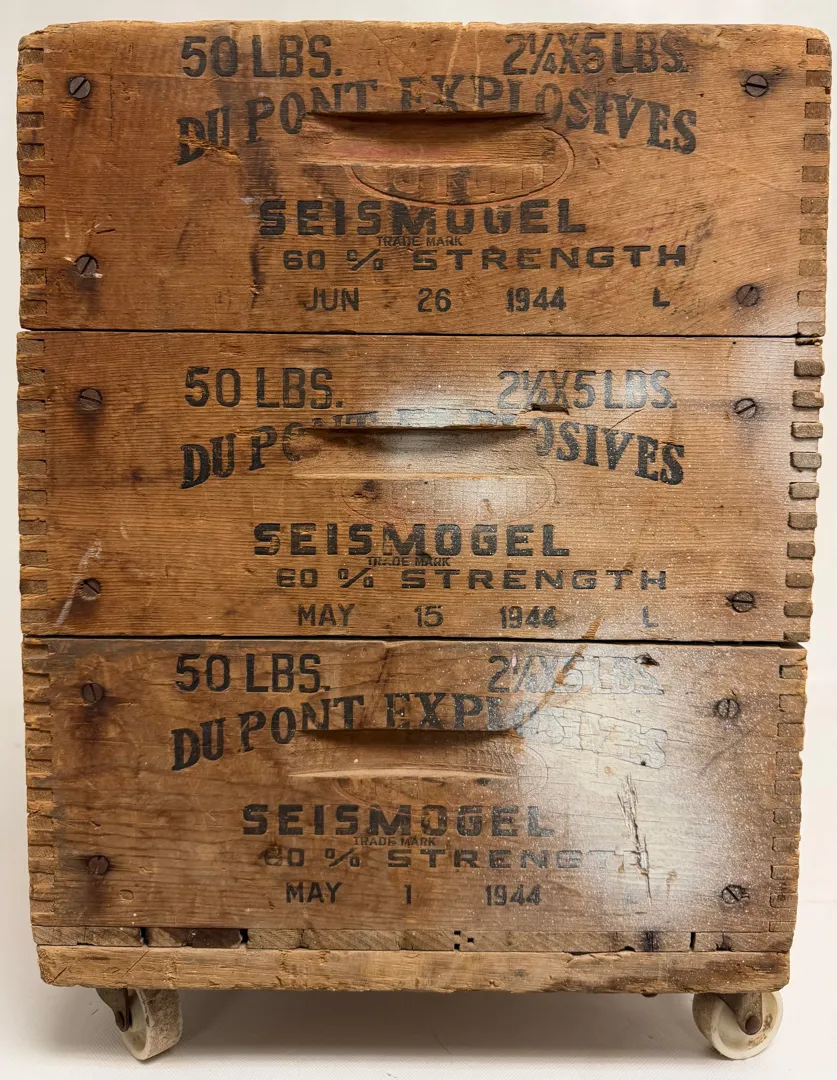 50 LBS. 2¼X5 LBS.
DU PONT EXPLOSIVES
SEISMOGEL
TRADE MARK
60 % STRENGTH
JUN 26 1944 L
50 LBS. 2¼X5 LBS.
DU PONT EXPLOSIVES
SEISMOGEL
TRADE MARK
60 % STRENGTH
MAY 15 1944 L
50 LBS. 2¼X5 LBS.
DU PONT EXPLOSIVES
SEISMOGEL
TRADE MARK
60 % STRENGTH
MAY 1 1944